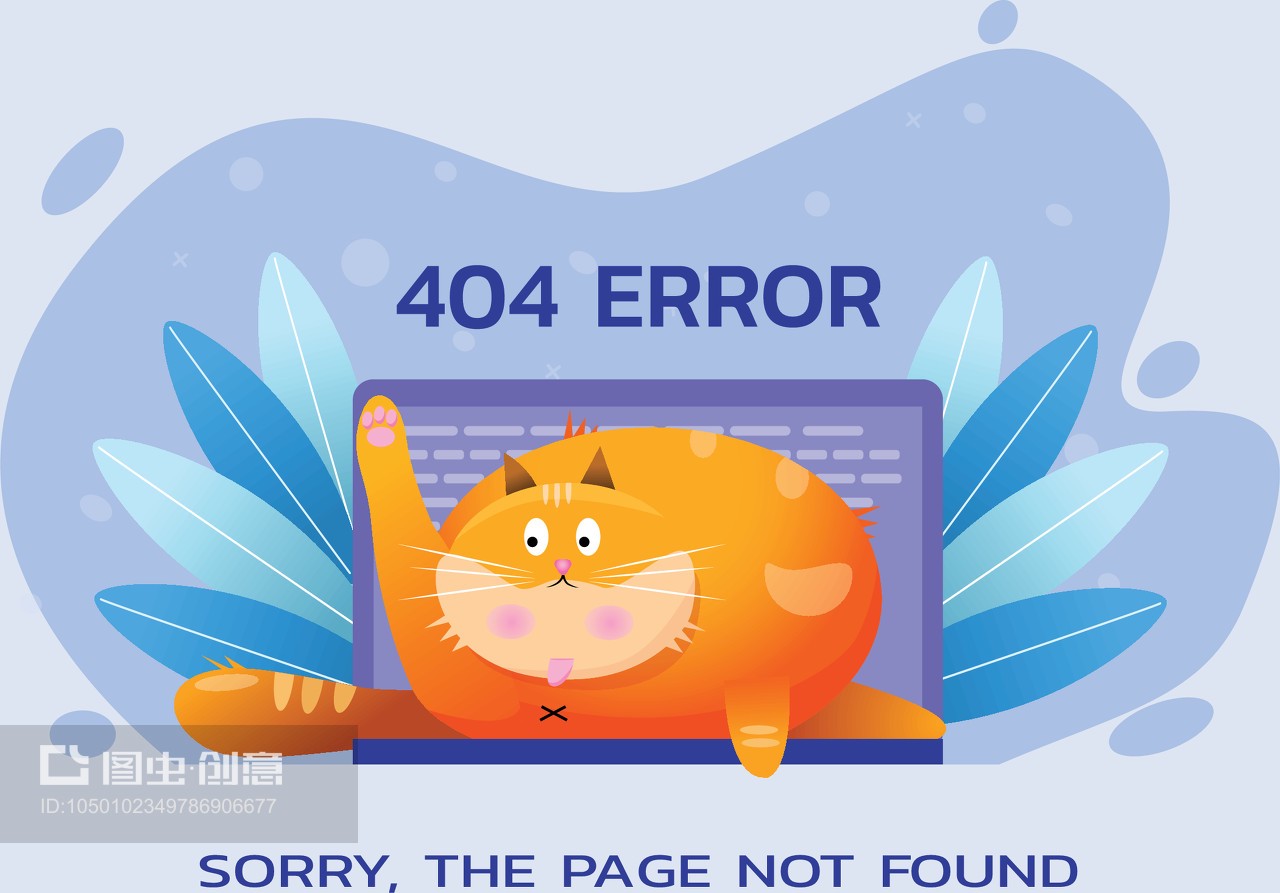 404 ERROR
图虫·创意
ID:1050102349786906677
SORRY, THE PAGE NOT FOUND